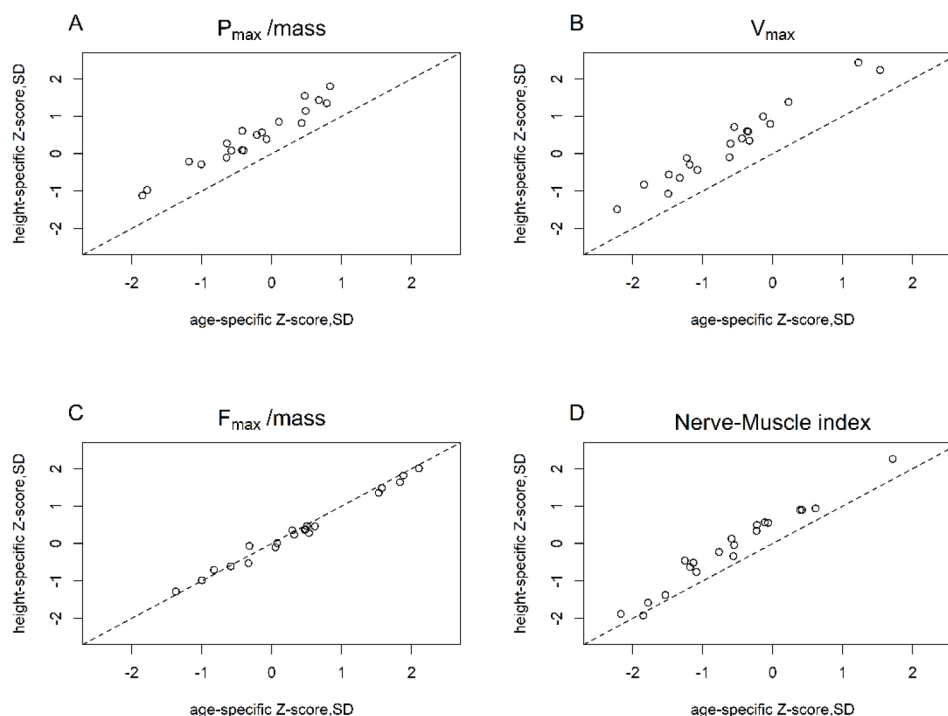 A
P_max /mass
height-specific Z-score,SD
2
1
0
-1
-2
-2 -1 0 1 2
age-specific Z-score,SD
B
V_max
height-specific Z-score,SD
2
1
0
-1
-2
-2 -1 0 1 2
age-specific Z-score,SD
C
F_max /mass
height-specific Z-score,SD
2
1
0
-1
-2
-2 -1 0 1 2
age-specific Z-score,SD
D
Nerve-Muscle index
height-specific Z-score,SD
2
1
0
-1
-2
-2 -1 0 1 2
age-specific Z-score,SD